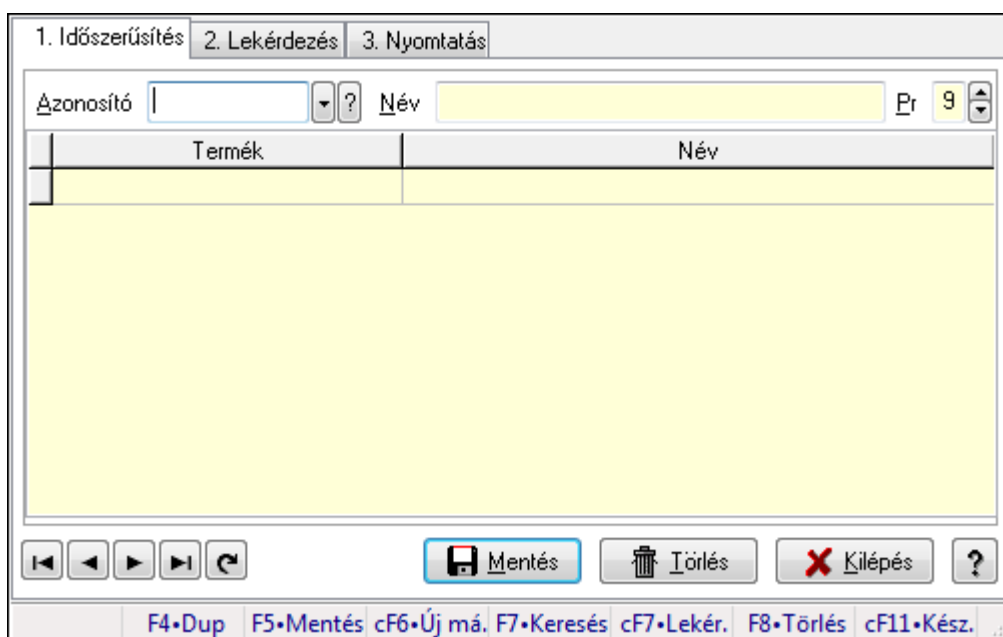 1. Időszerűsítés 2. Lekérdezés 3. Nyomtatás
Azonosító ? Név Pr 9
Termék Név
Mentés Törlés Kilépés ?
F4•Dup F5•Mentés cF6•Új má. F7•Keresés cF7•Lekér. F8•Törlés cF11•Kész.